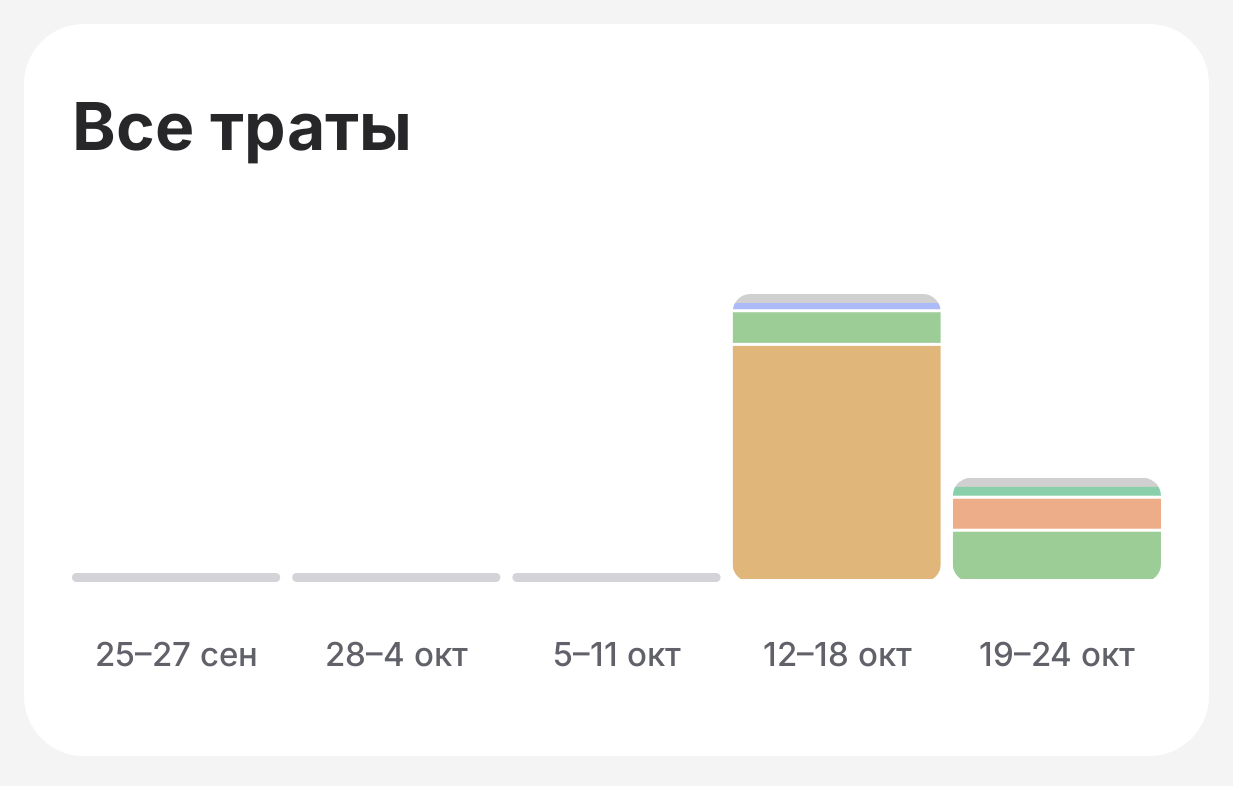 Все траты
25–27 сен
28–4 окт
5–11 окт
12–18 окт
19–24 окт